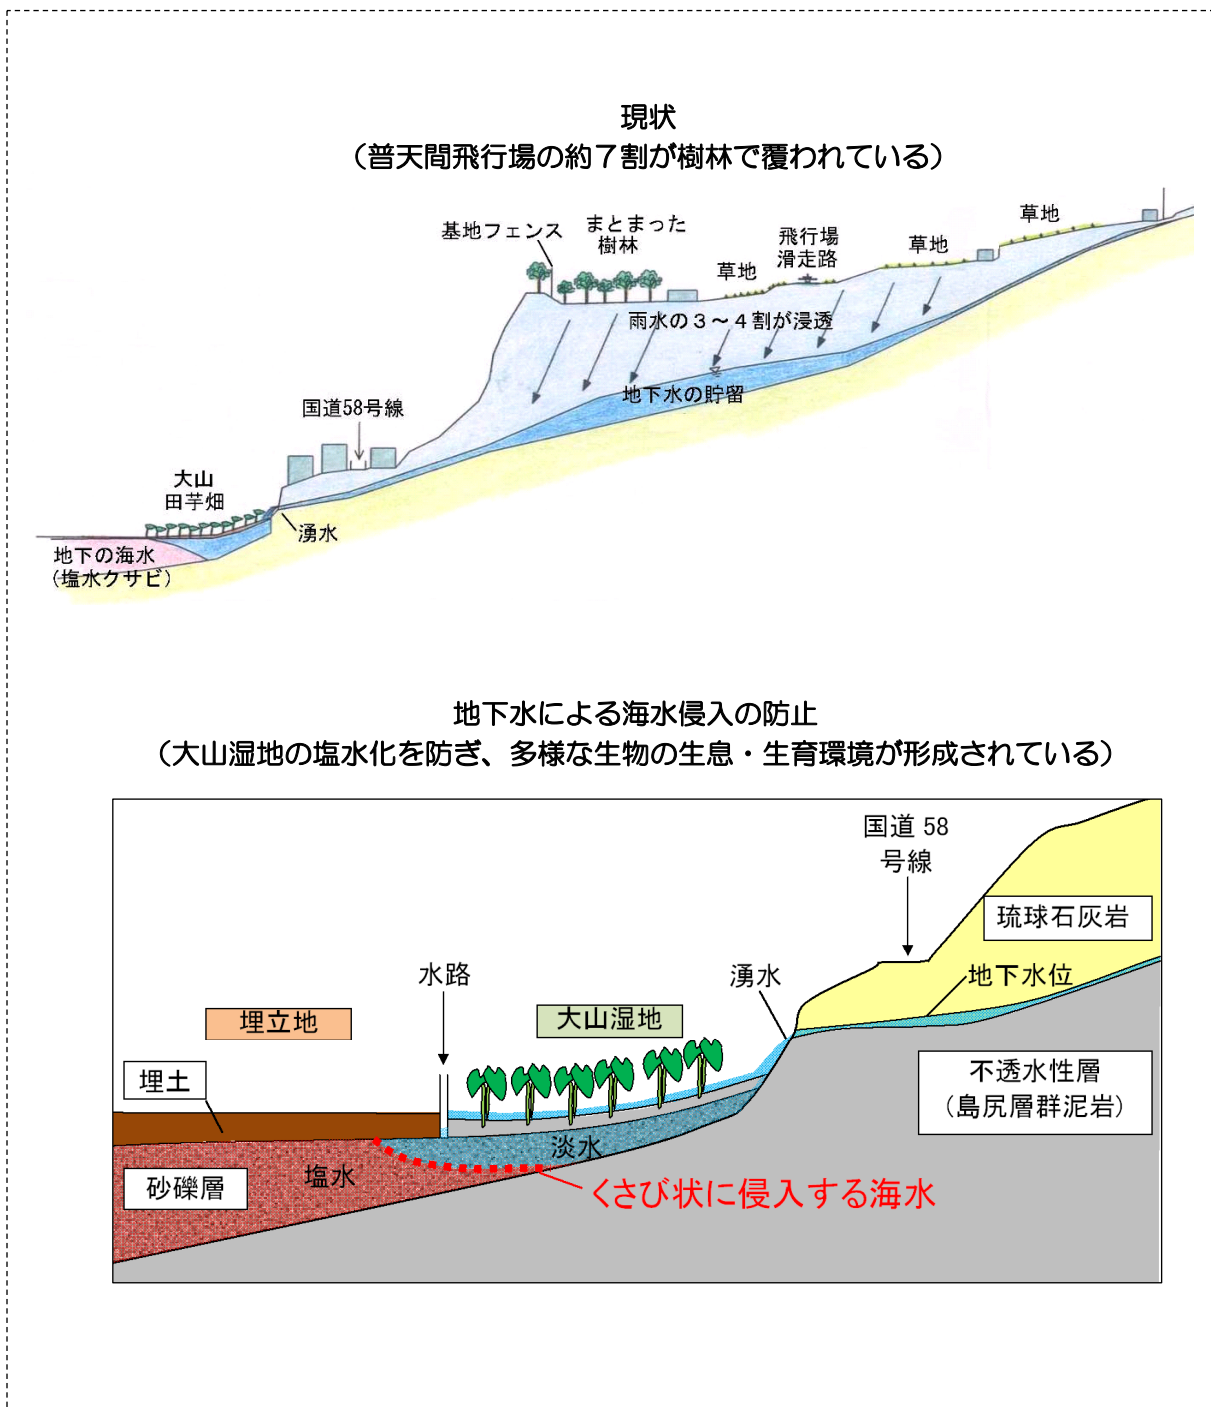 現状
（普天間飛行場の約７割が樹林で覆われている）
基地フェンス
まとまった
樹林
草地
飛行場
滑走路
草地
草地
雨水の３～４割が浸透
地下水の貯留
国道58号線
大山
田芋畑
湧水
地下の海水
(塩水クサビ)
地下水による海水侵入の防止
（大山湿地の塩水化を防ぎ、多様な生物の生息・生育環境が形成されている）
国道 58
号線
琉球石灰岩
水路
湧水
地下水位
埋立地
大山湿地
埋土
不透水性層
（島尻層群泥岩）
淡水
塩水
砂礫層
くさび状に侵入する海水